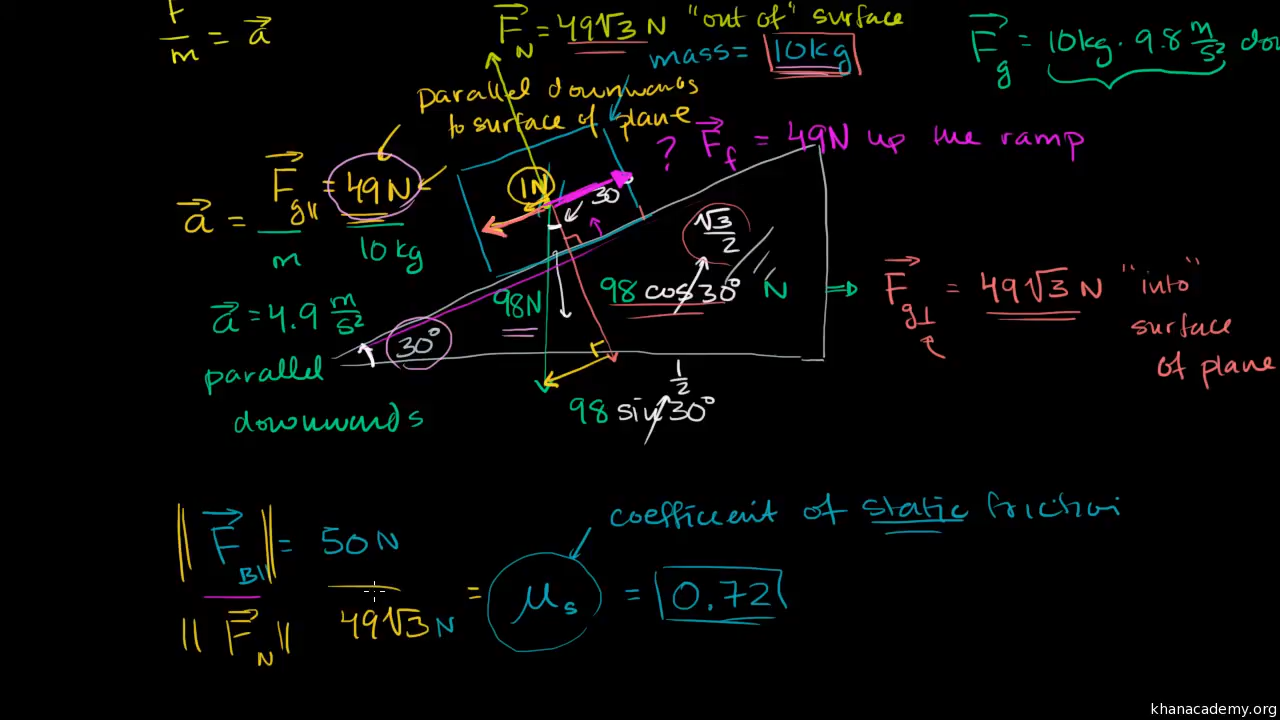 F/m = a
F_N = 49√3 N "out of" surface
mass = 10kg
F_g = 10kg · 9.8 m/s²
parallel downwards
to surface of plane
? F_f = 49N up the ramp
F_g|| = 49N
a = 
m
10kg
1N
30°
√3/2
98N
98 cos 30° N
⇒ F_g⊥ = 49√3 N "into"
surface
of plane
a = 4.9 m/s²
parallel
downwards
30°
1/2
98 sin 30°
coefficient of static friction
||F_B|||| = 50N
||F_N|| 49√3 N = μs = 0.72
khanacademy.org